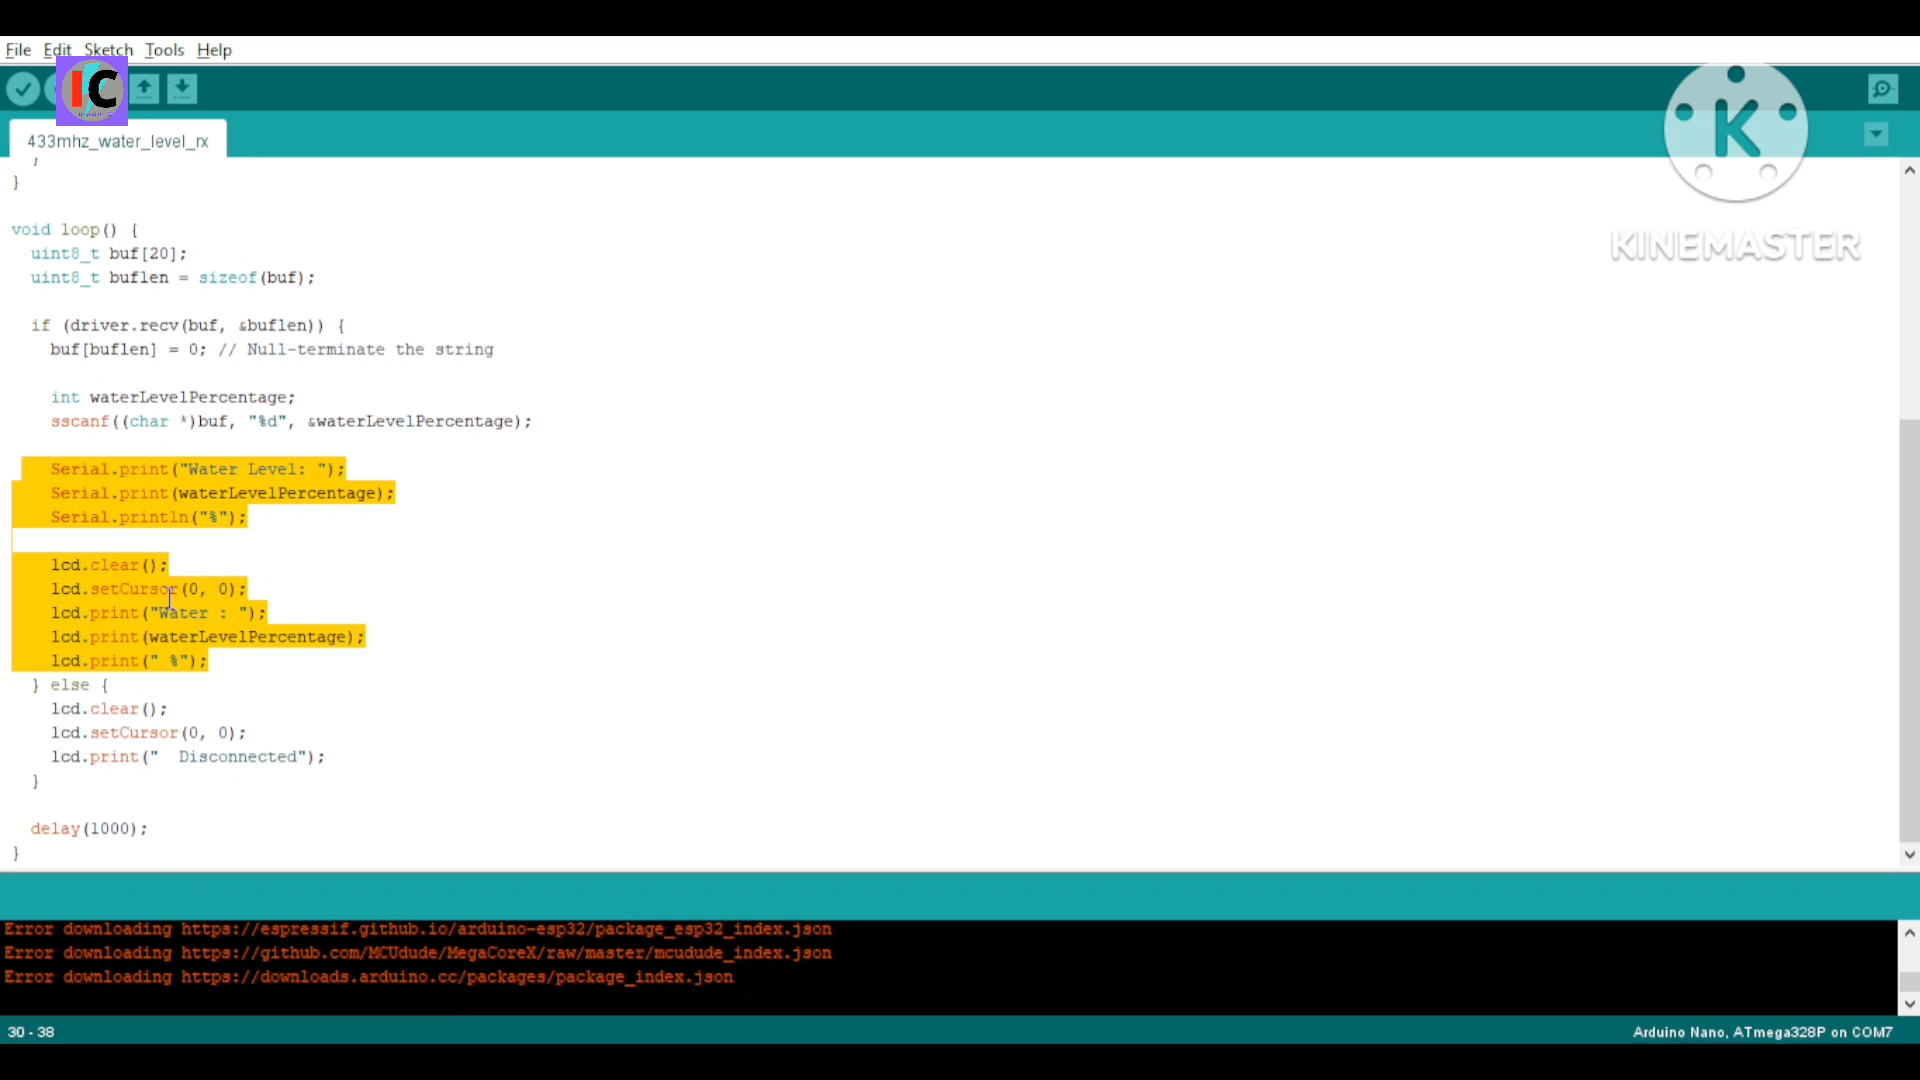 File Edit Sketch Tools Help
IC
433mhz_water_level_rx
K
KINEMASTER
}
}
void loop() {
uint8_t buf[20];
uint8_t buflen = sizeof(buf);
if (driver.recv(buf, &buflen)) {
buf[buflen] = 0; // Null-terminate the string
int waterLevelPercentage;
sscanf((char *)buf, "%d", &waterLevelPercentage);
Serial.print("Water Level: ");
Serial.print(waterLevelPercentage);
Serial.println("%");
lcd.clear();
lcd.setCursor(0, 0);
lcd.print("Water : ");
lcd.print(waterLevelPercentage);
lcd.print(" %");
} else {
lcd.clear();
lcd.setCursor(0, 0);
lcd.print("  Disconnected");
}
delay(1000);
}
Error downloading https://espressif.github.io/arduino-esp32/package_esp32_index.json
Error downloading https://github.com/MCUdude/MegaCoreX/raw/master/mcudude_index.json
Error downloading https://downloads.arduino.cc/packages/package_index.json
30 - 38
Arduino Nano, ATmega328P on COM7